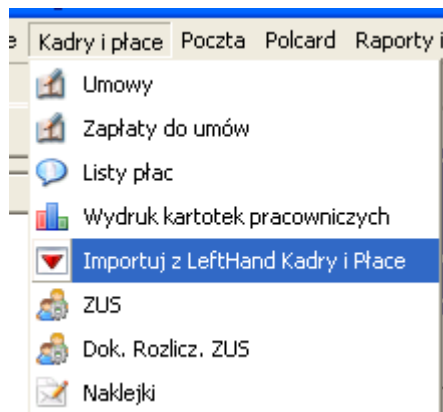 Kadry i płace Poczta Polcard Raporty i
Umowy
Zapłaty do umów
Listy płac
Wydruk kartotek pracowniczych
Importuj z LeftHand Kadry i Płace
ZUS
Dok. Rozlicz. ZUS
Naklejki